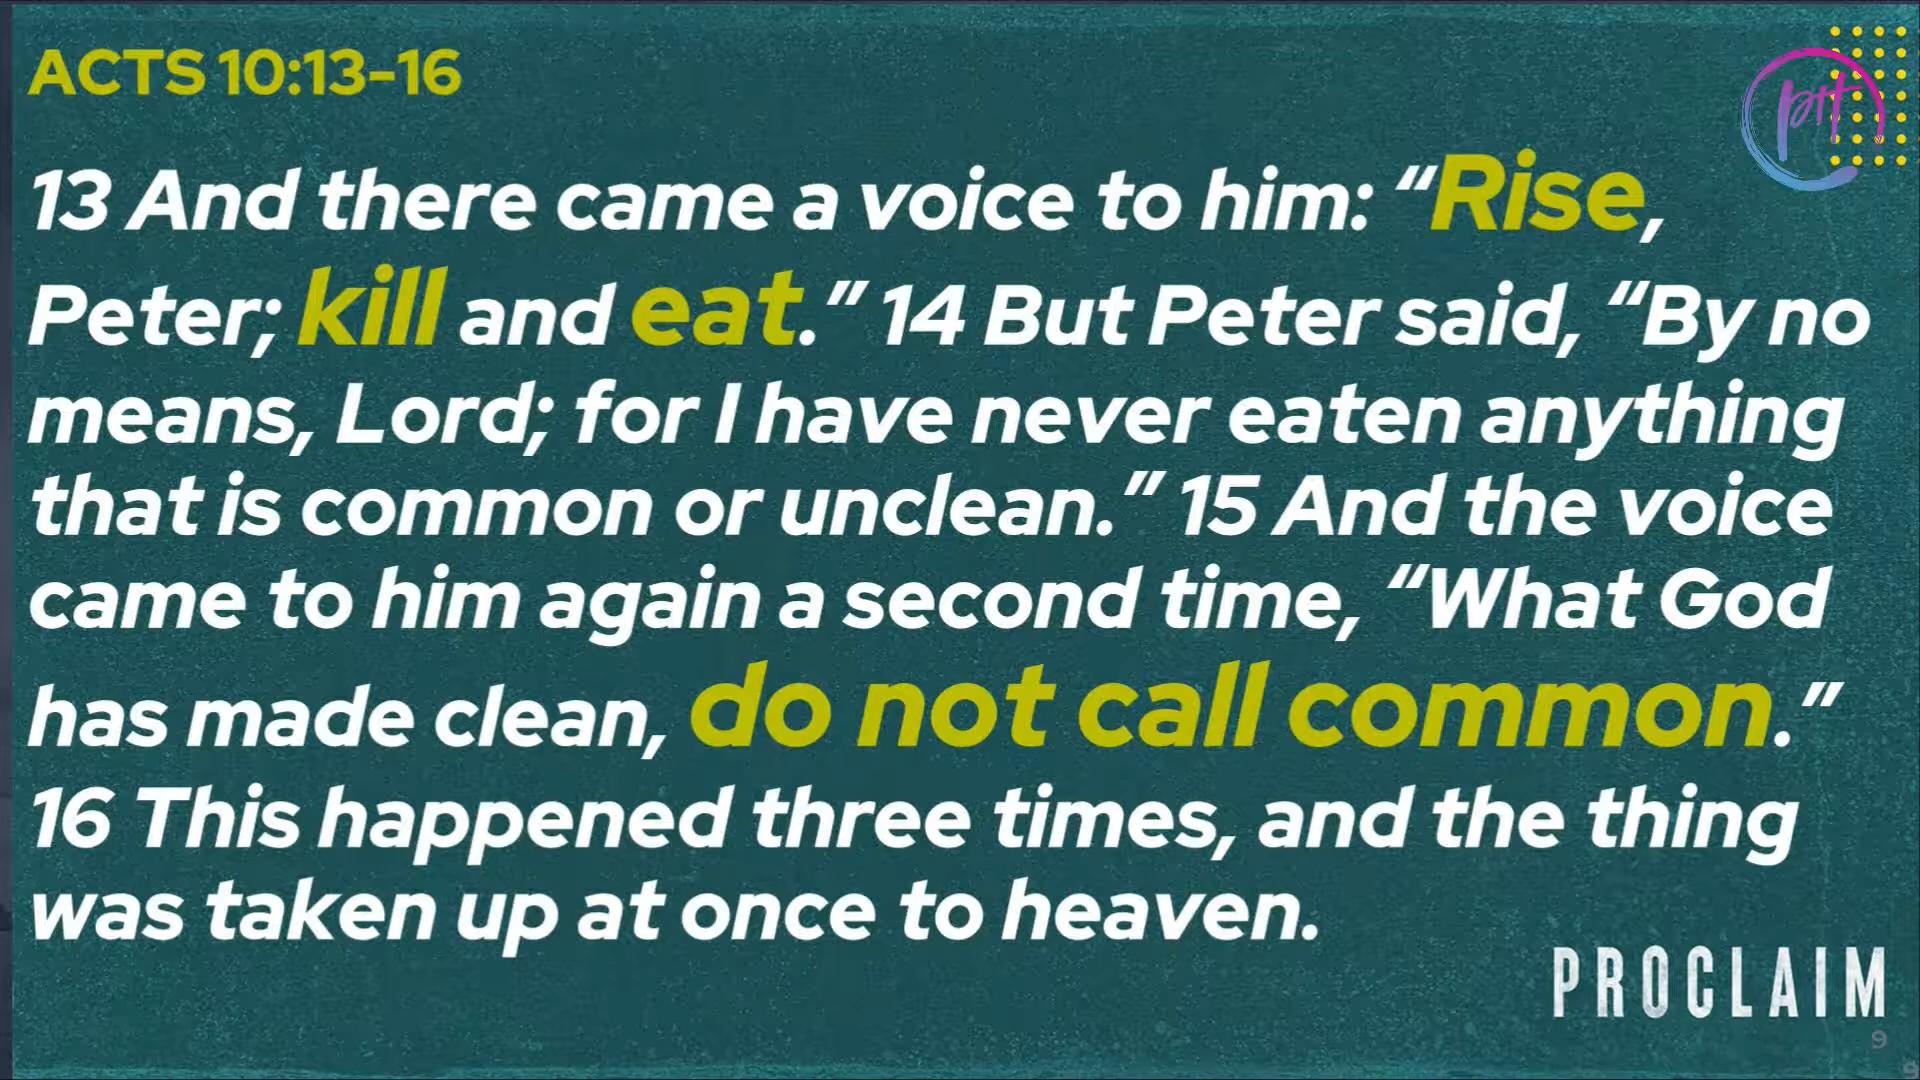 ACTS 10:13-16
13 And there came a voice to him: “Rise,
Peter; kill and eat.” 14 But Peter said, “By no
means, Lord; for I have never eaten anything
that is common or unclean.” 15 And the voice
came to him again a second time, “What God
has made clean, do not call common.”
16 This happened three times, and the thing
was taken up at once to heaven.
PROCLAIM
9
9